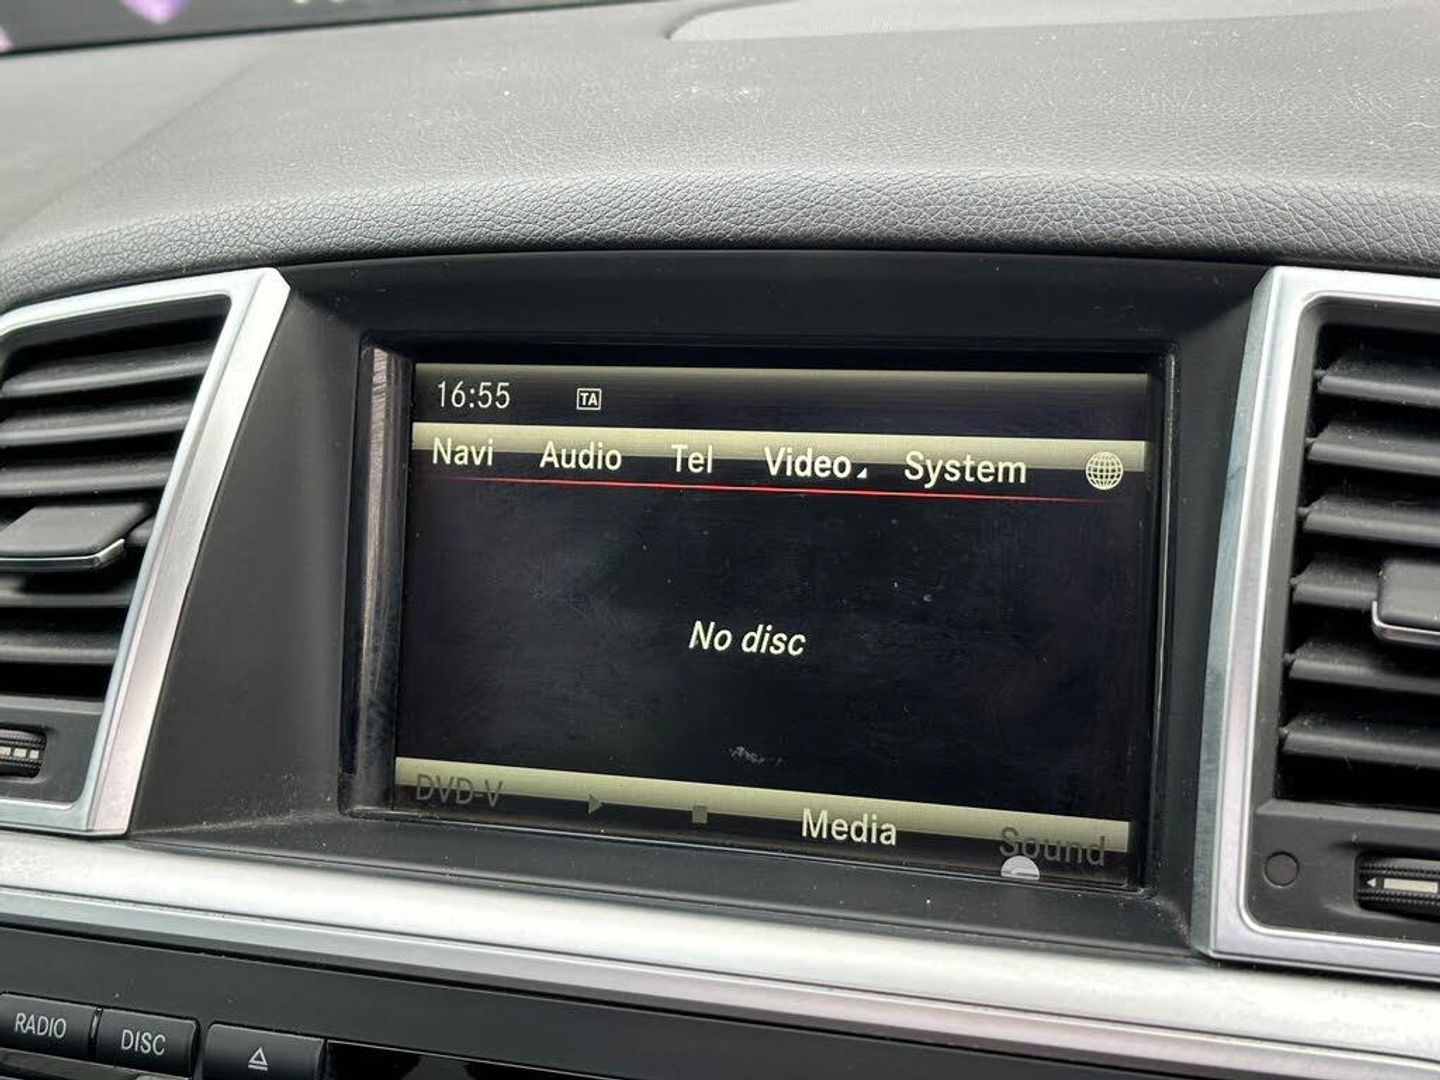 16:55 TA
Navi Audio Tel Video System
No disc
DVD-V Media Sound
RADIO DISC